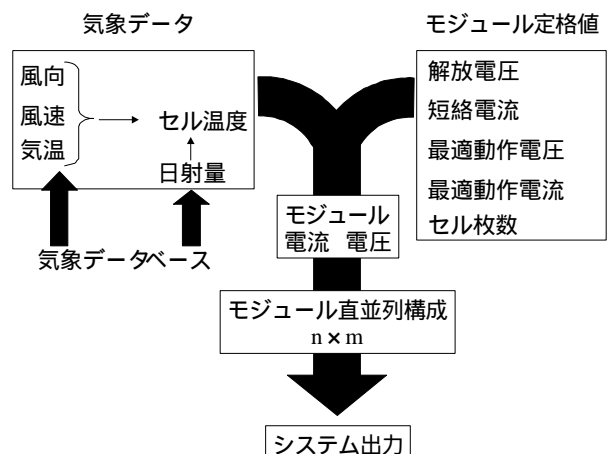 気象データ
風向
風速
気温
セル温度
日射量
気象データベース
モジュール定格値
解放電圧
短絡電流
最適動作電圧
最適動作電流
セル枚数
モジュール
電流 電圧
モジュール直並列構成
n×m
システム出力